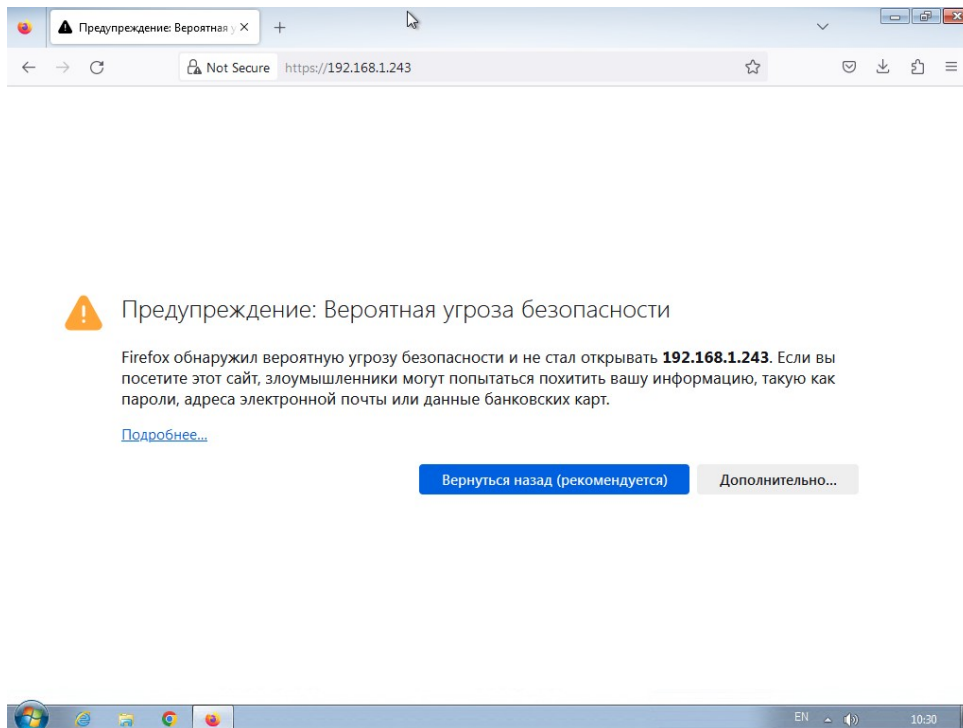 Предупреждение: Вероятная
Not Secure https://192.168.1.243
Предупреждение: Вероятная угроза безопасности
Firefox обнаружил вероятную угрозу безопасности и не стал открывать 192.168.1.243. Если вы
посетите этот сайт, злоумышленники могут попытаться похитить вашу информацию, такую как
пароли, адреса электронной почты или данные банковских карт.
Подробнее...
Вернуться назад (рекомендуется) Дополнительно...
EN 10:30